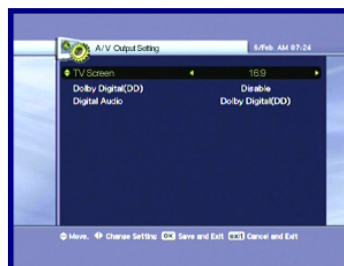 A/V Output Setting
5/Feb AM 07:24
TV Screen 16:9
Dolby Digital(DD) Disable
Digital Audio Dolby Digital(DD)
Move. Change Setting OK Save and Exit EXIT Cancel and Exit